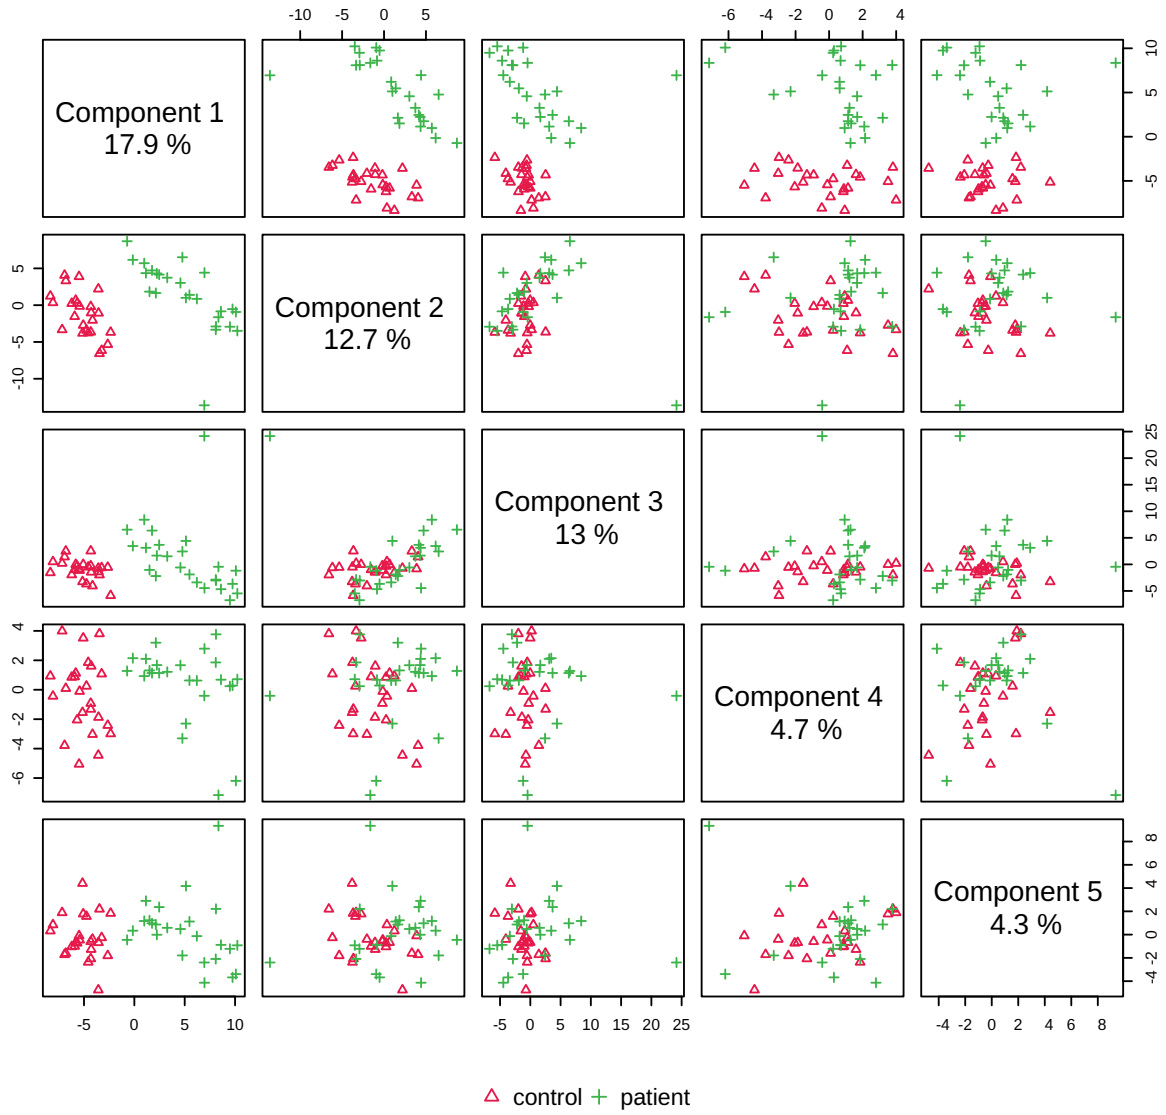 -10 -5 0 5 -6 -4 -2 0 2 4
Component 1
17.9 %
-5 0 5 10
-10 -5 0 5
Component 2
12.7 %
Component 3
13 %
-5 0 5 10 15 20 25
-6 -4 -2 0 2 4
Component 4
4.7 %
Component 5
4.3 %
-4 -2 0 2 4 6 8
-5 0 5 10 -5 0 5 10 15 20 25 -4 -2 0 2 4 6 8
control patient